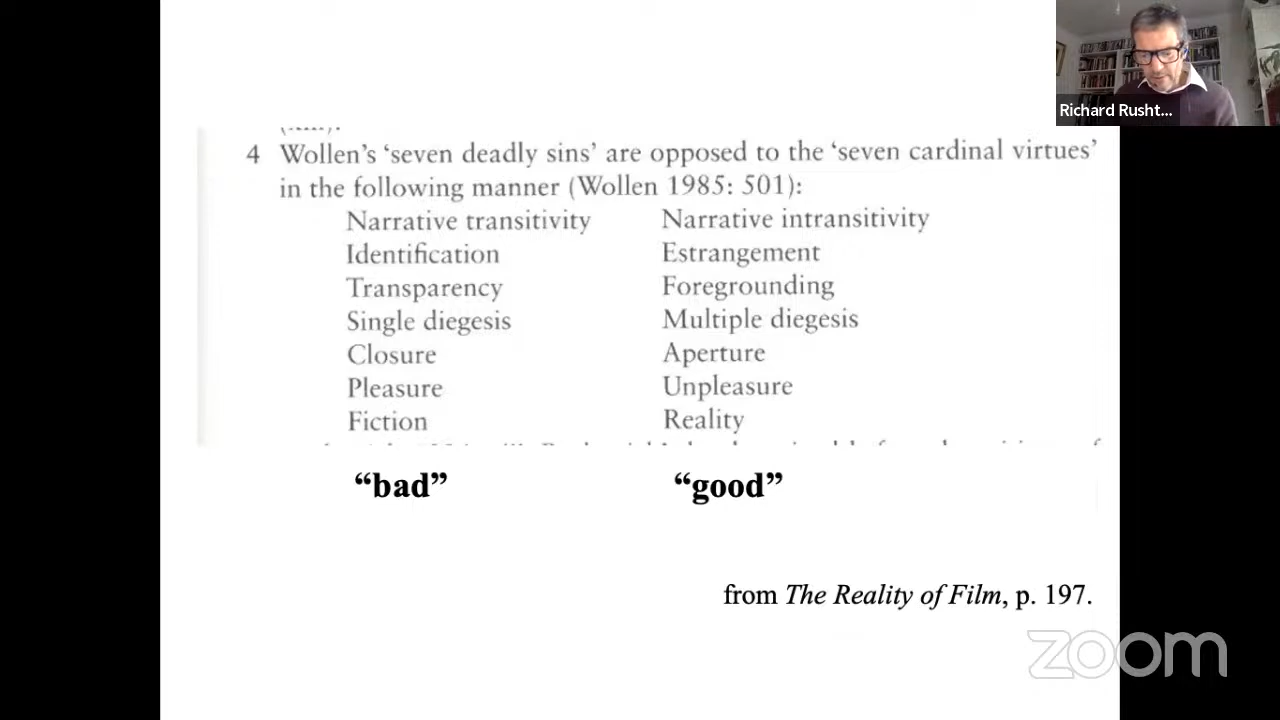 Richard Rusht...
4 Wollen's 'seven deadly sins' are opposed to the 'seven cardinal virtues'
in the following manner (Wollen 1985: 501):
Narrative transitivity Narrative intransitivity
Identification Estrangement
Transparency Foregrounding
Single diegesis Multiple diegesis
Closure Aperture
Pleasure Unpleasure
Fiction Reality
“bad” “good”
from The Reality of Film, p. 197.
zoom